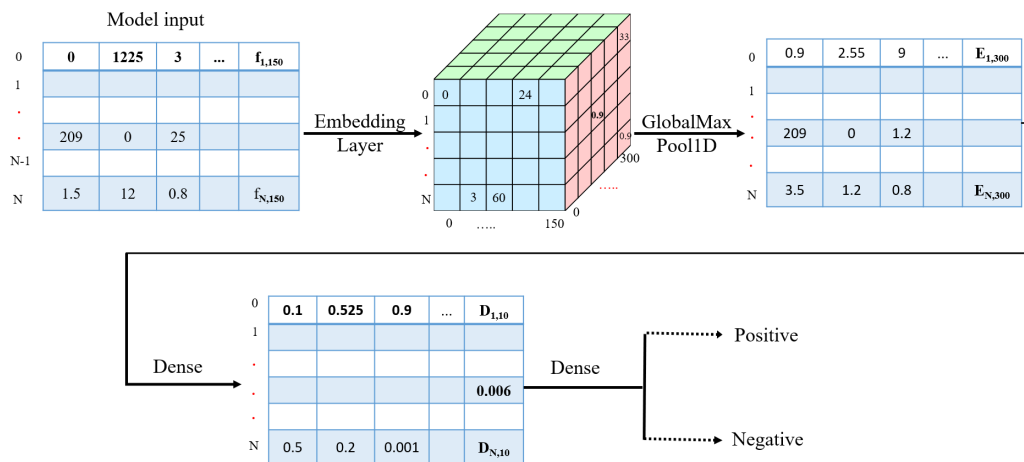 Model input
0 0 1225 3 ... f1,150
1
.
.
209 0 25
N-1
N 1.5 12 0.8 fN,150
Embedding
Layer
33
0 0 24
1
0.9
.
0.9
.
300
N 3 60
.....
0
0 ..... 150
GlobalMax
Pool1D
0 0.9 2.55 9 ... E1,300
1
.
209 0 1.2
.
.
N 3.5 1.2 0.8 EN,300
Dense
0 0.1 0.525 0.9 ... D1,10
1
.
.
0.006
.
N 0.5 0.2 0.001 DN,10
Dense
Positive
Negative